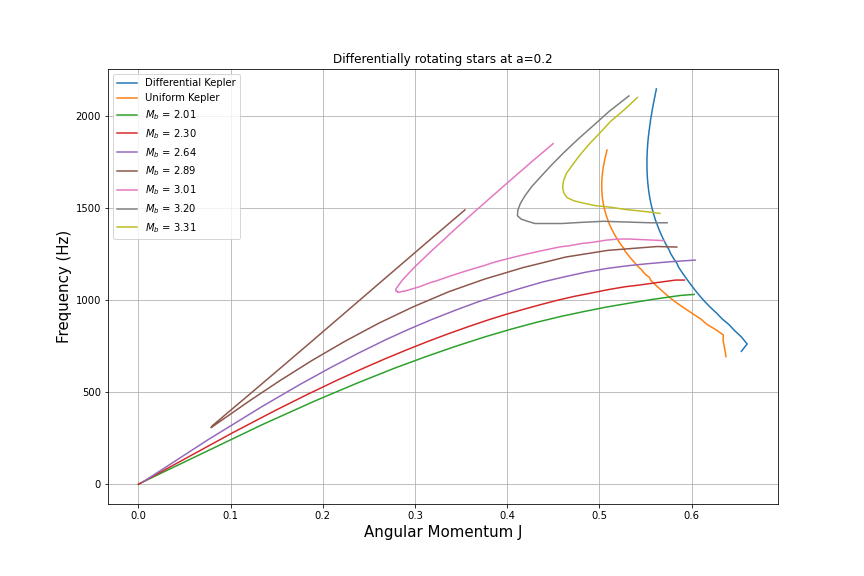 Differentially rotating stars at a=0.2
Differential Kepler
Uniform Kepler
M_b = 2.01
M_b = 2.30
M_b = 2.64
M_b = 2.89
M_b = 3.01
M_b = 3.20
M_b = 3.31
2000
1500
1000
500
0
Frequency (Hz)
0.0 0.1 0.2 0.3 0.4 0.5 0.6
Angular Momentum J